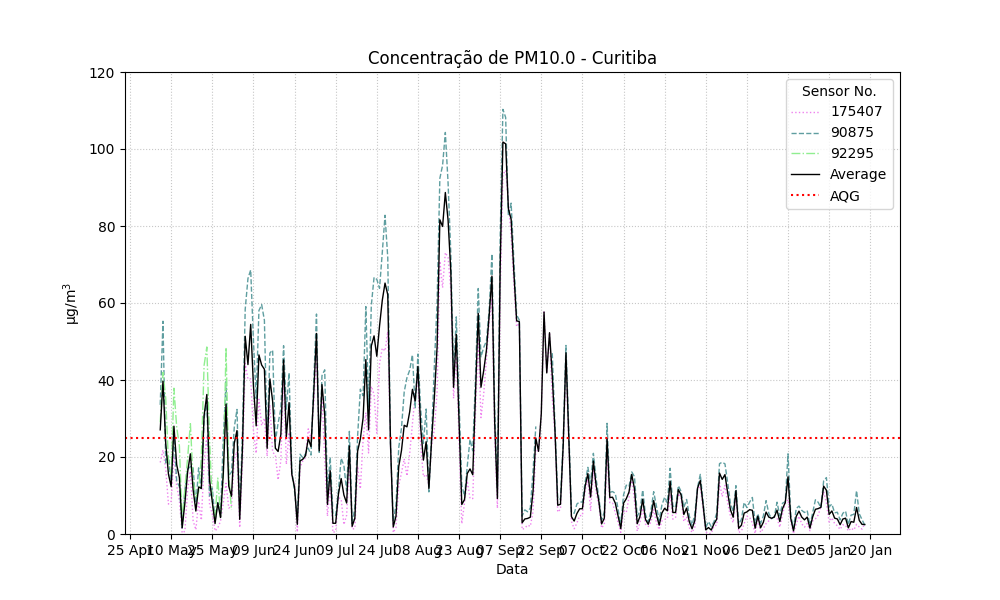 Concentração de PM10.0 - Curitiba
120
100
80
60
40
20
0
µg/m³
Sensor No.
175407
90875
92295
Average
AQG
25 Apr 10 May 25 May 09 Jun 24 Jun 09 Jul 24 Jul 08 Aug 23 Aug 07 Sep 22 Sep 07 Oct 22 Oct 06 Nov 21 Nov 06 Dec 21 Dec 05 Jan 20 Jan
Data